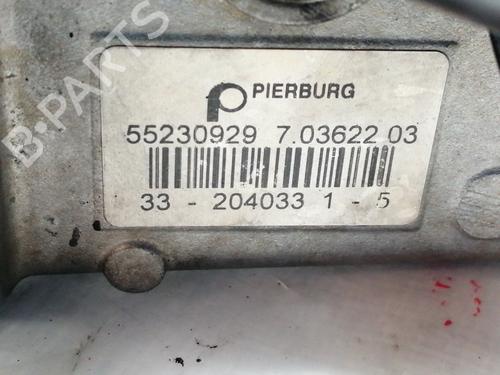 PIERBURG
55230929 7.03622 03
33 - 204033 1 - 5
B-PARTS